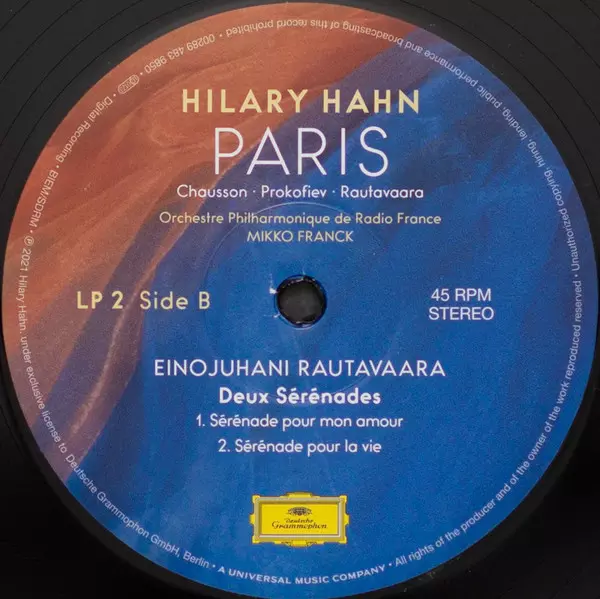 HILARY HAHN
PARIS
Chausson · Prokofiev · Rautavaara
Orchestre Philharmonique de Radio France
MIKKO FRANCK
LP 2 Side B
45 RPM
STEREO
EINOJUHANI RAUTAVAARA
Deux Sérénades
1. Sérénade pour mon amour
2. Sérénade pour la vie
Deutsche
Grammophon
00289 483 9850 • Digital Recording • BIEM/SDRM • ℗ 2021 Hilary Hahn, under exclusive license to Deutsche Grammophon GmbH, Berlin • A UNIVERSAL MUSIC COMPANY • All rights of the producer and of the owner of the work reproduced reserved • Unauthorized copying, hiring, lending, public performance and broadcasting of this record prohibited •